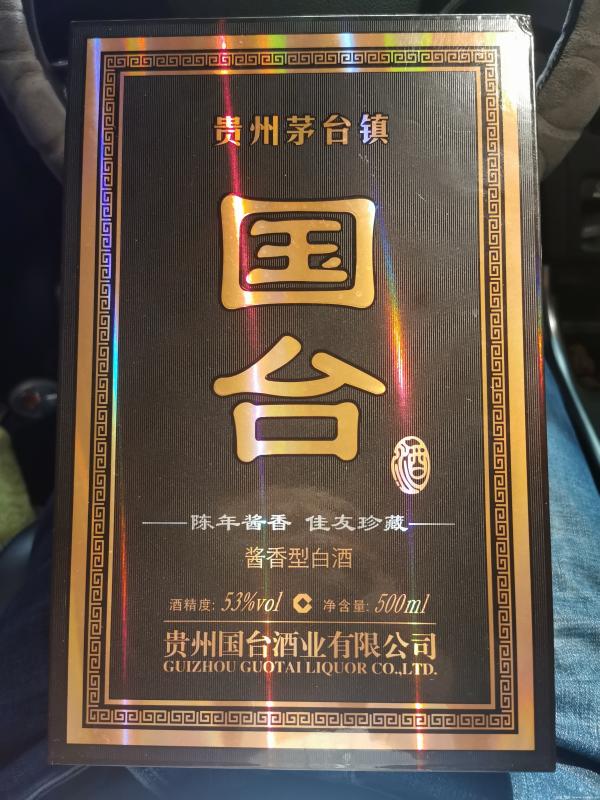 贵州茅台镇
国
台
酒
陈年酱香 佳友珍藏
酱香型白酒
酒精度: 53%vol 净含量: 500ml
贵州国台酒业有限公司
GUIZHOU GUOTAI LIQUOR CO.,LTD.